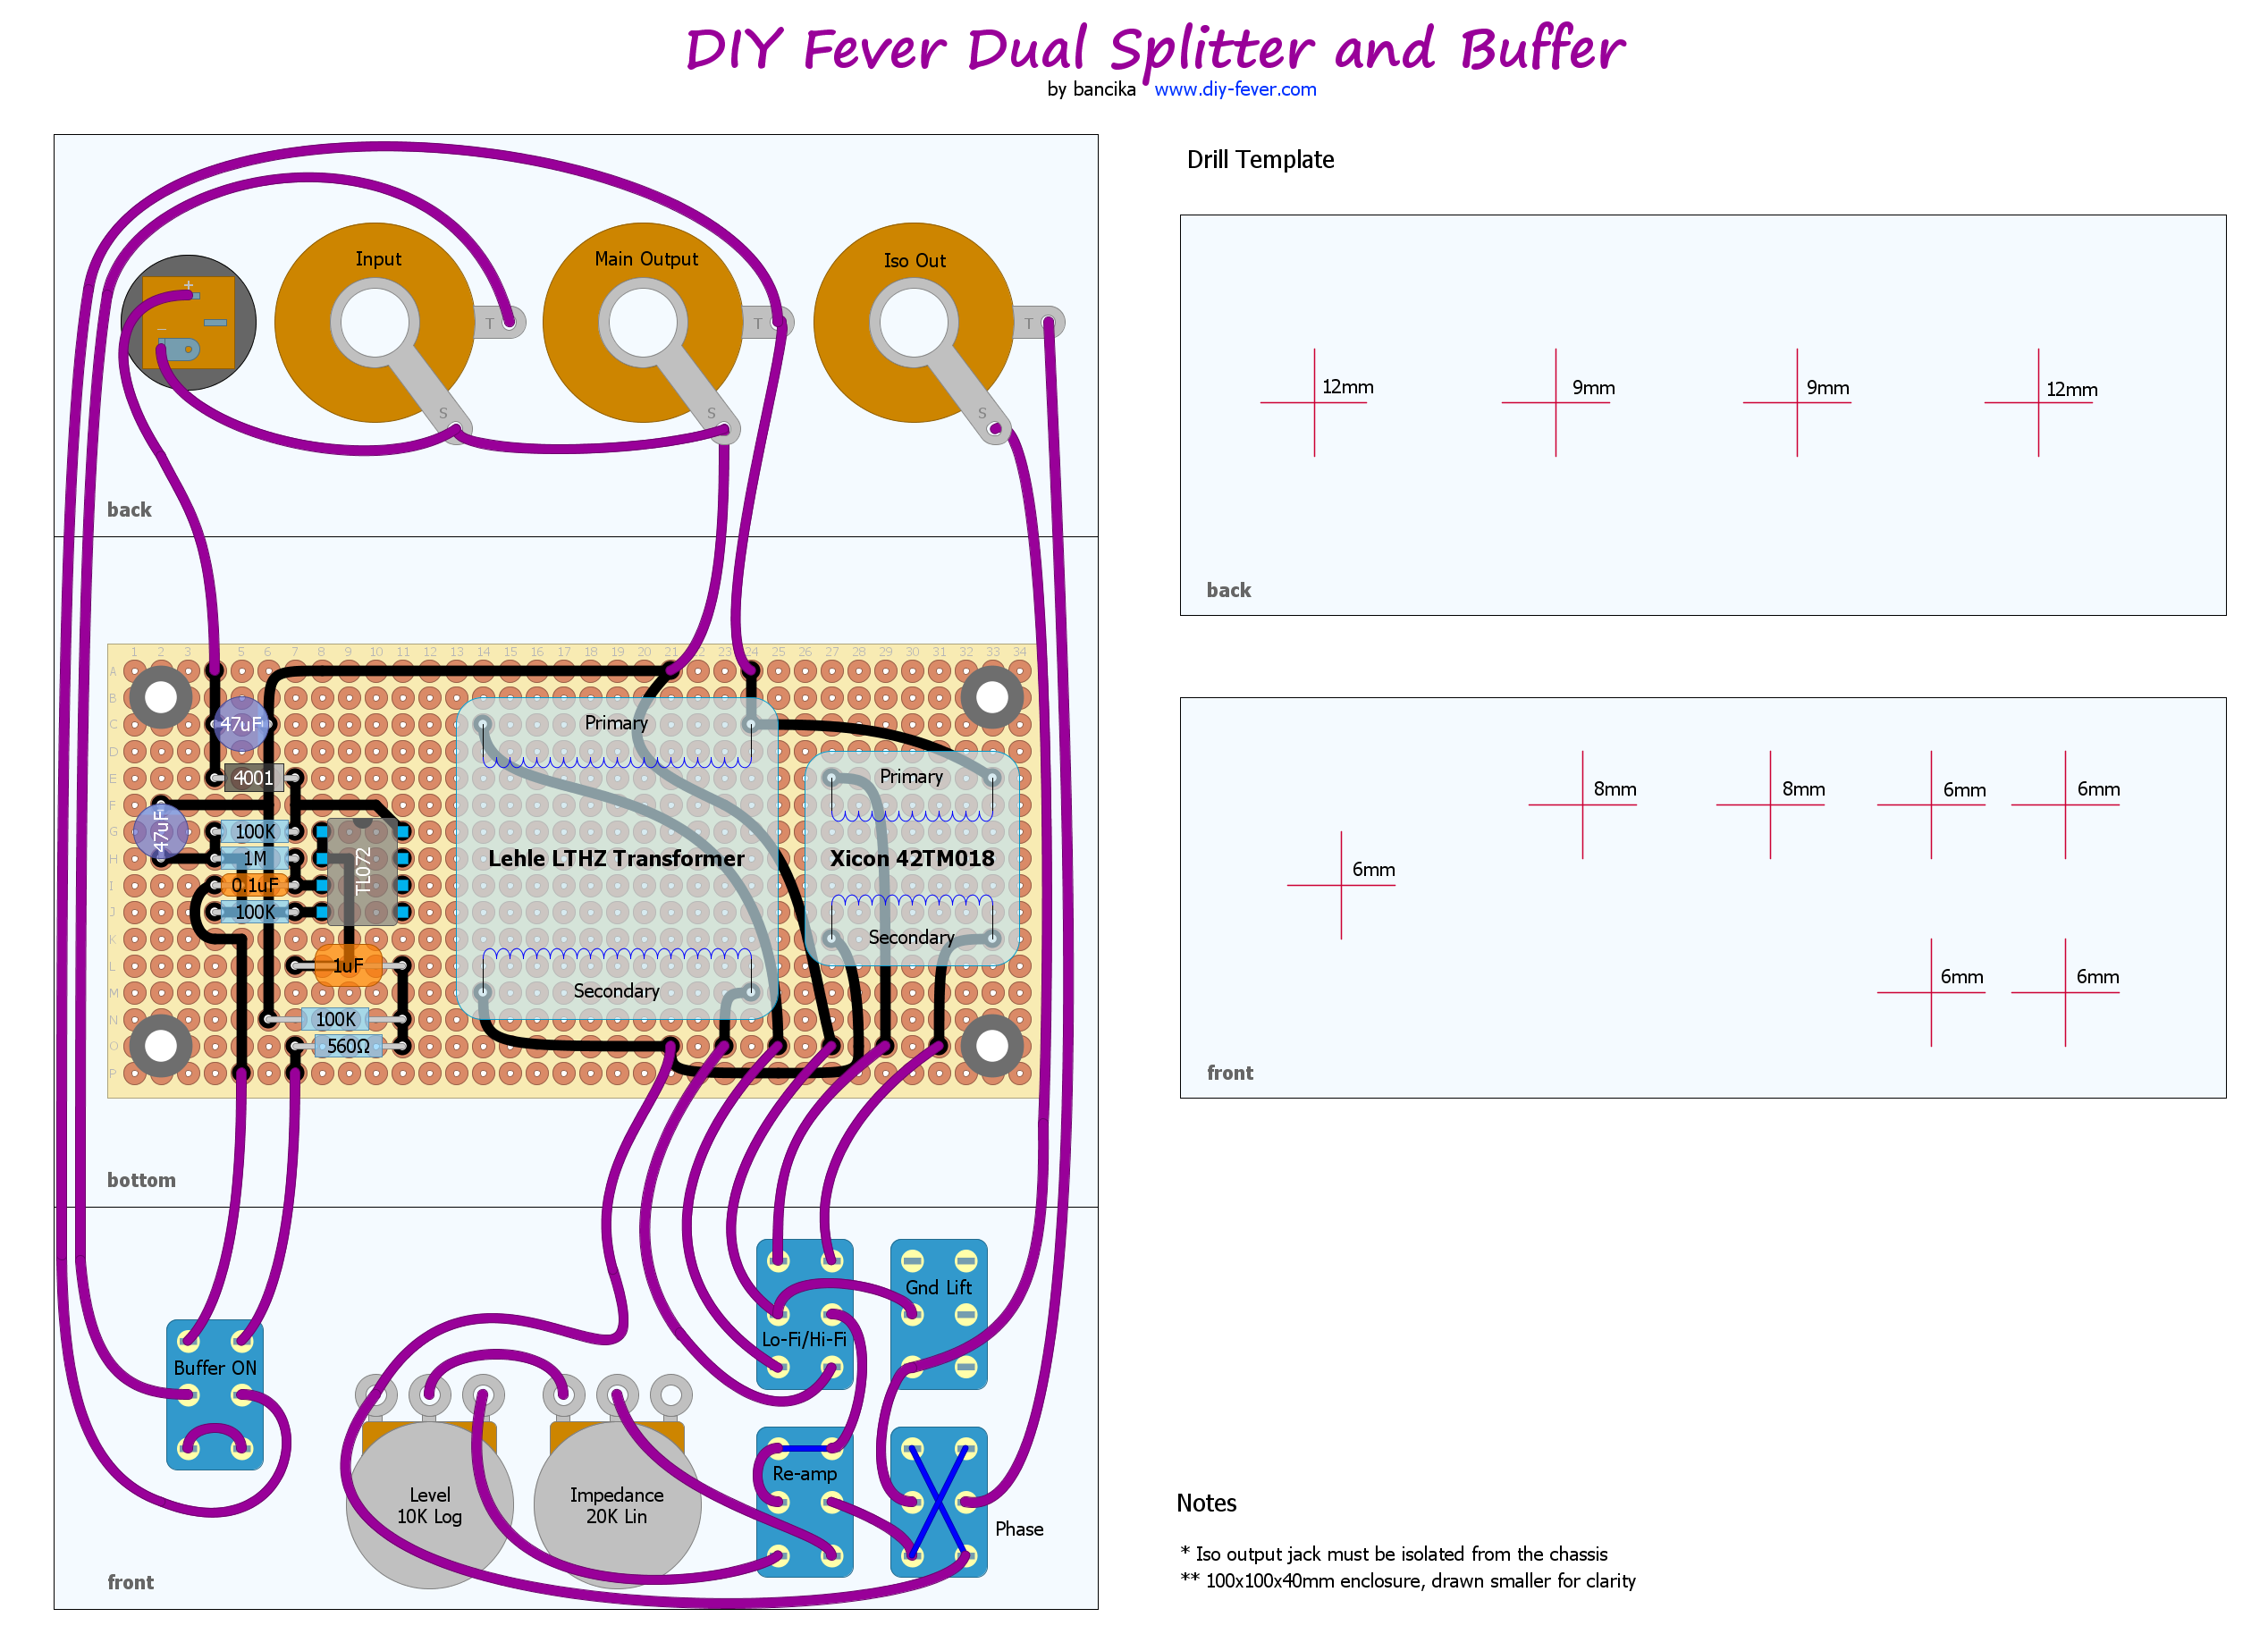 DIY Fever Dual Splitter and Buffer
by bancika www.diy-fever.com
Drill Template
Input
Main Output
Iso Out
+
_
T
T
T
S
S
S
back
12mm
9mm
9mm
12mm
back
1 2 3 5 6 7 8 9 10 11 12 13 14 15 16 17 18 19 20 21 22 23 24 25 26 27 28 29 30 31 32 33 34
A
B
C
D
E
F
G
H
I
J
K
L
M
N
O
P
47uF
4001
47uF
100K
1M
0.1uF
100K
TL072
1uF
100K
560Ω
Primary
Lehle LTHZ Transformer
Secondary
Primary
Xicon 42TM018
Secondary
bottom
8mm
8mm
6mm
6mm
6mm
6mm
6mm
front
Buffer ON
Lo-Fi/Hi-Fi
Gnd Lift
Level
10K Log
Impedance
20K Lin
Re-amp
Phase
front
Notes
* Iso output jack must be isolated from the chassis
** 100x100x40mm enclosure, drawn smaller for clarity